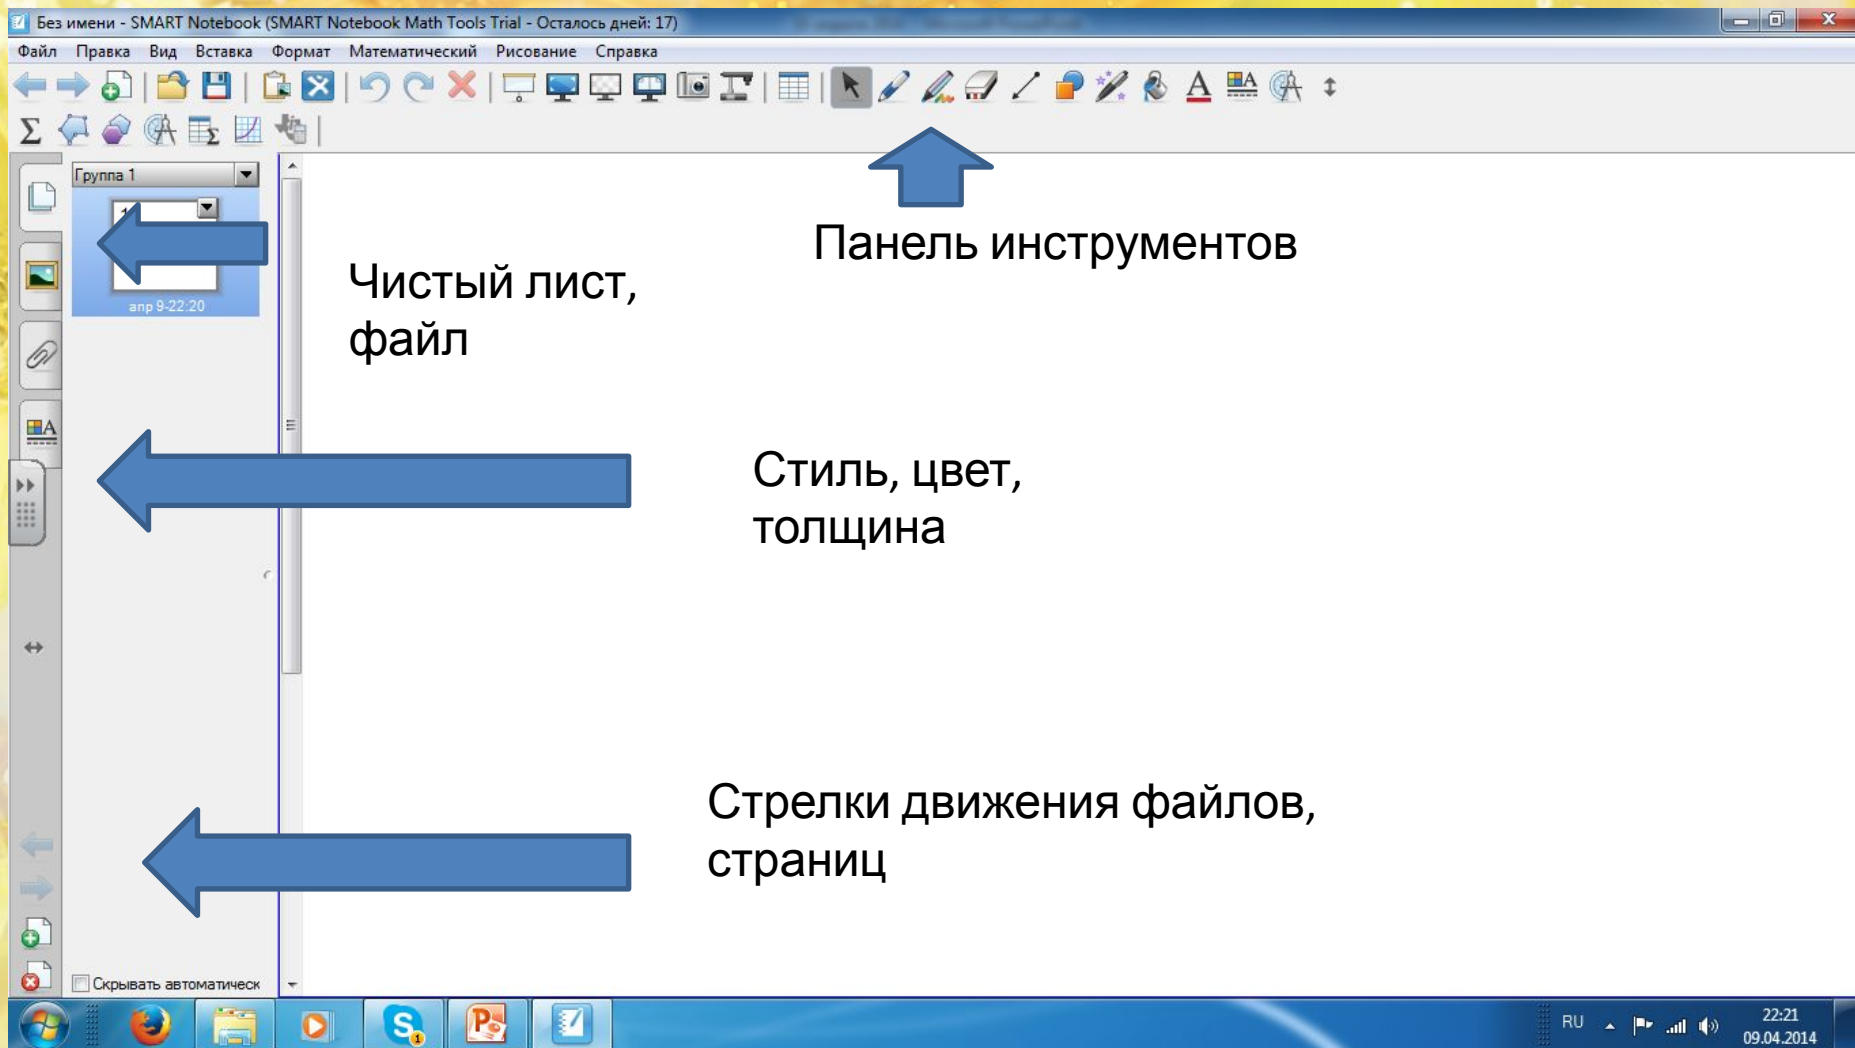 Без имени - SMART Notebook (SMART Notebook Math Tools Trial - Осталось дней: 17)
Файл Правка Вид Вставка Формат Математический Рисование Справка
Группа 1
апр 9-22:20
Панель инструментов
Чистый лист,
файл
Стиль, цвет,
толщина
Стрелки движения файлов,
страниц
Скрывать автоматическ
RU
22:21
09.04.2014